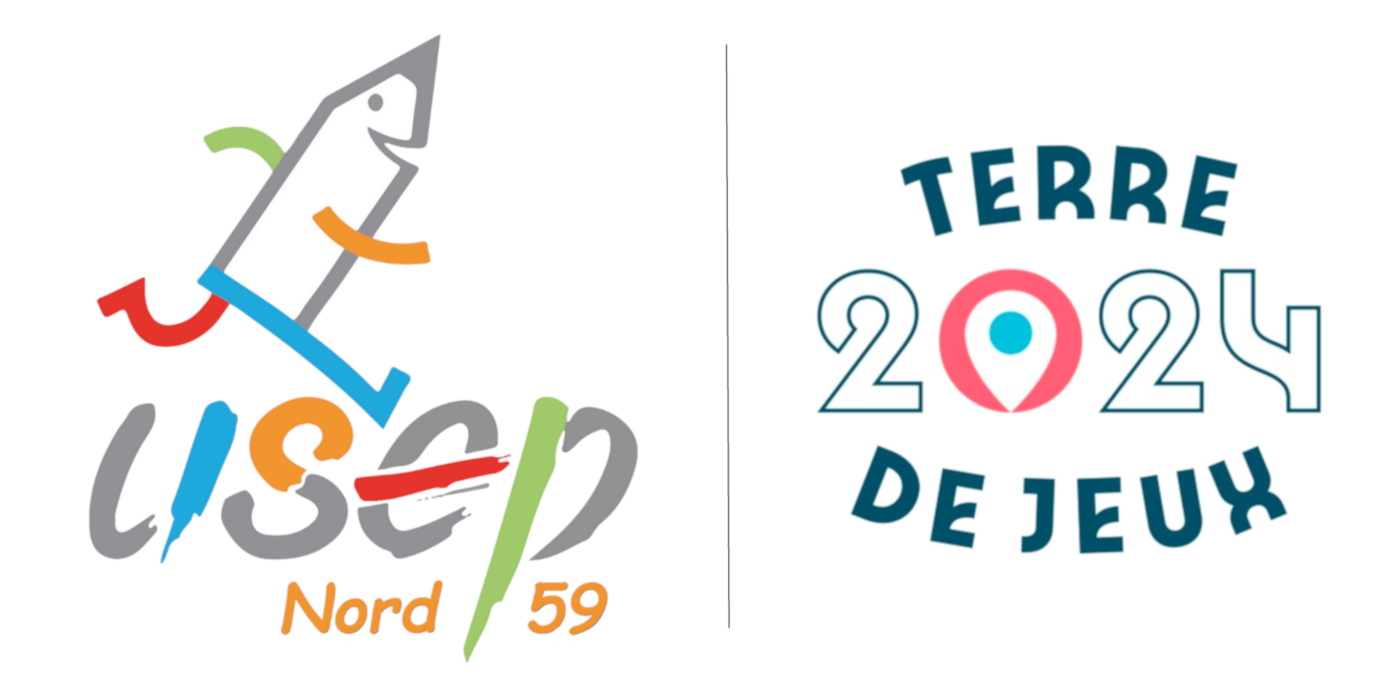 usep
Nord 59
TERRE
2024
DE JEUX